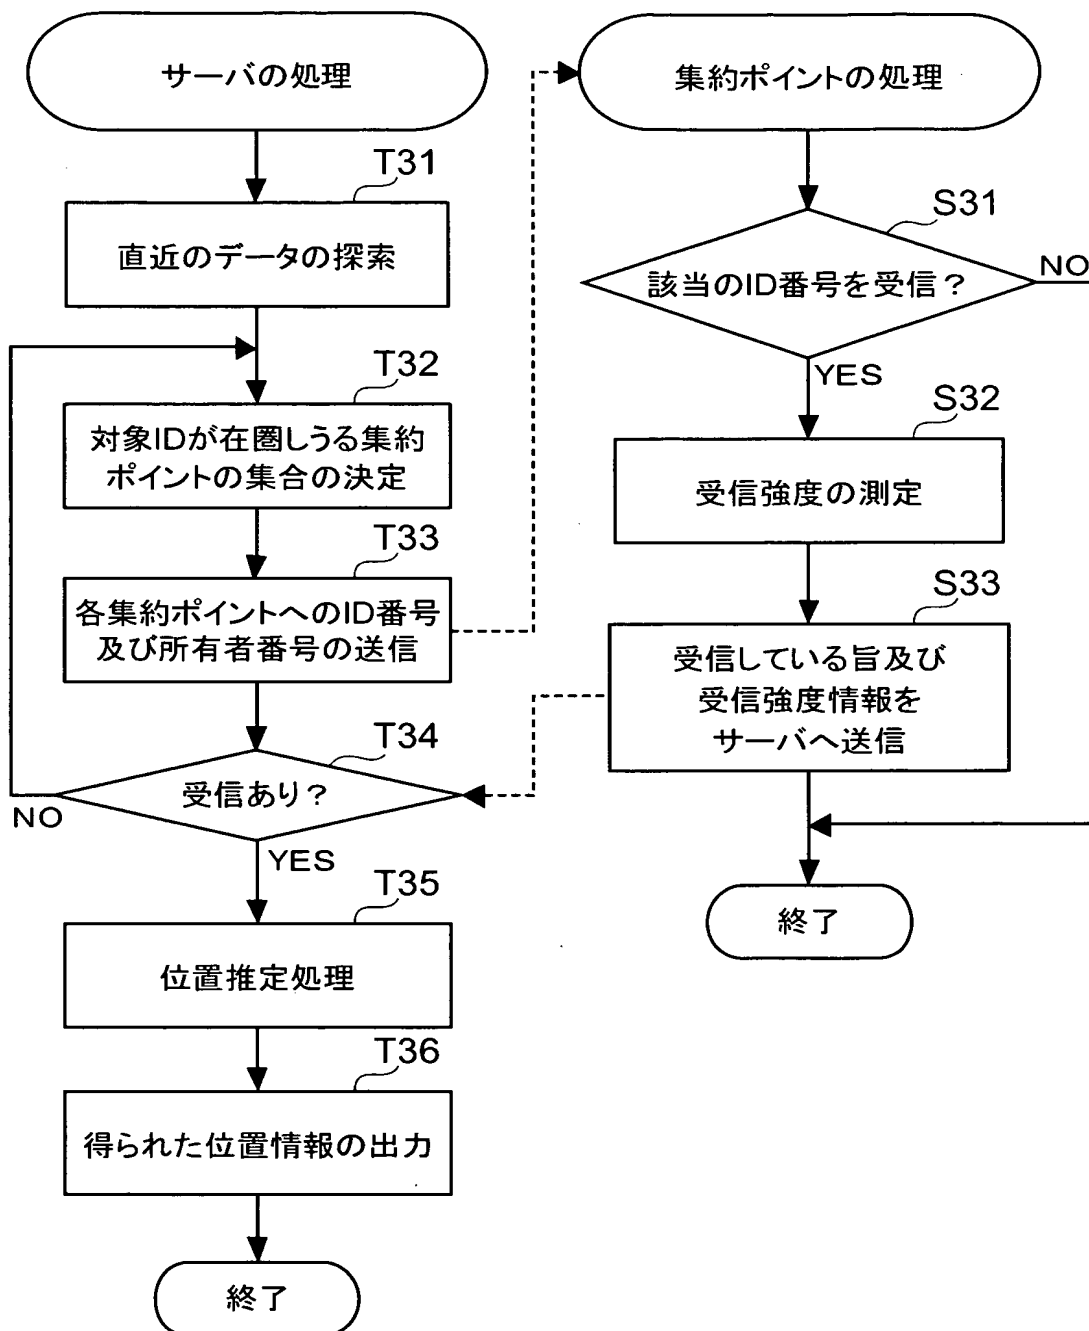 サーバの処理
T31
直近のデータの探索
T32
対象IDが在圏しうる集約
ポイントの集合の決定
T33
各集約ポイントへのID番号
及び所有者番号の送信
T34
受信あり?
NO
YES
T35
位置推定処理
T36
得られた位置情報の出力
終了
集約ポイントの処理
S31
該当のID番号を受信?
NO
YES
S32
受信強度の測定
S33
受信している旨及び
受信強度情報を
サーバへ送信
終了